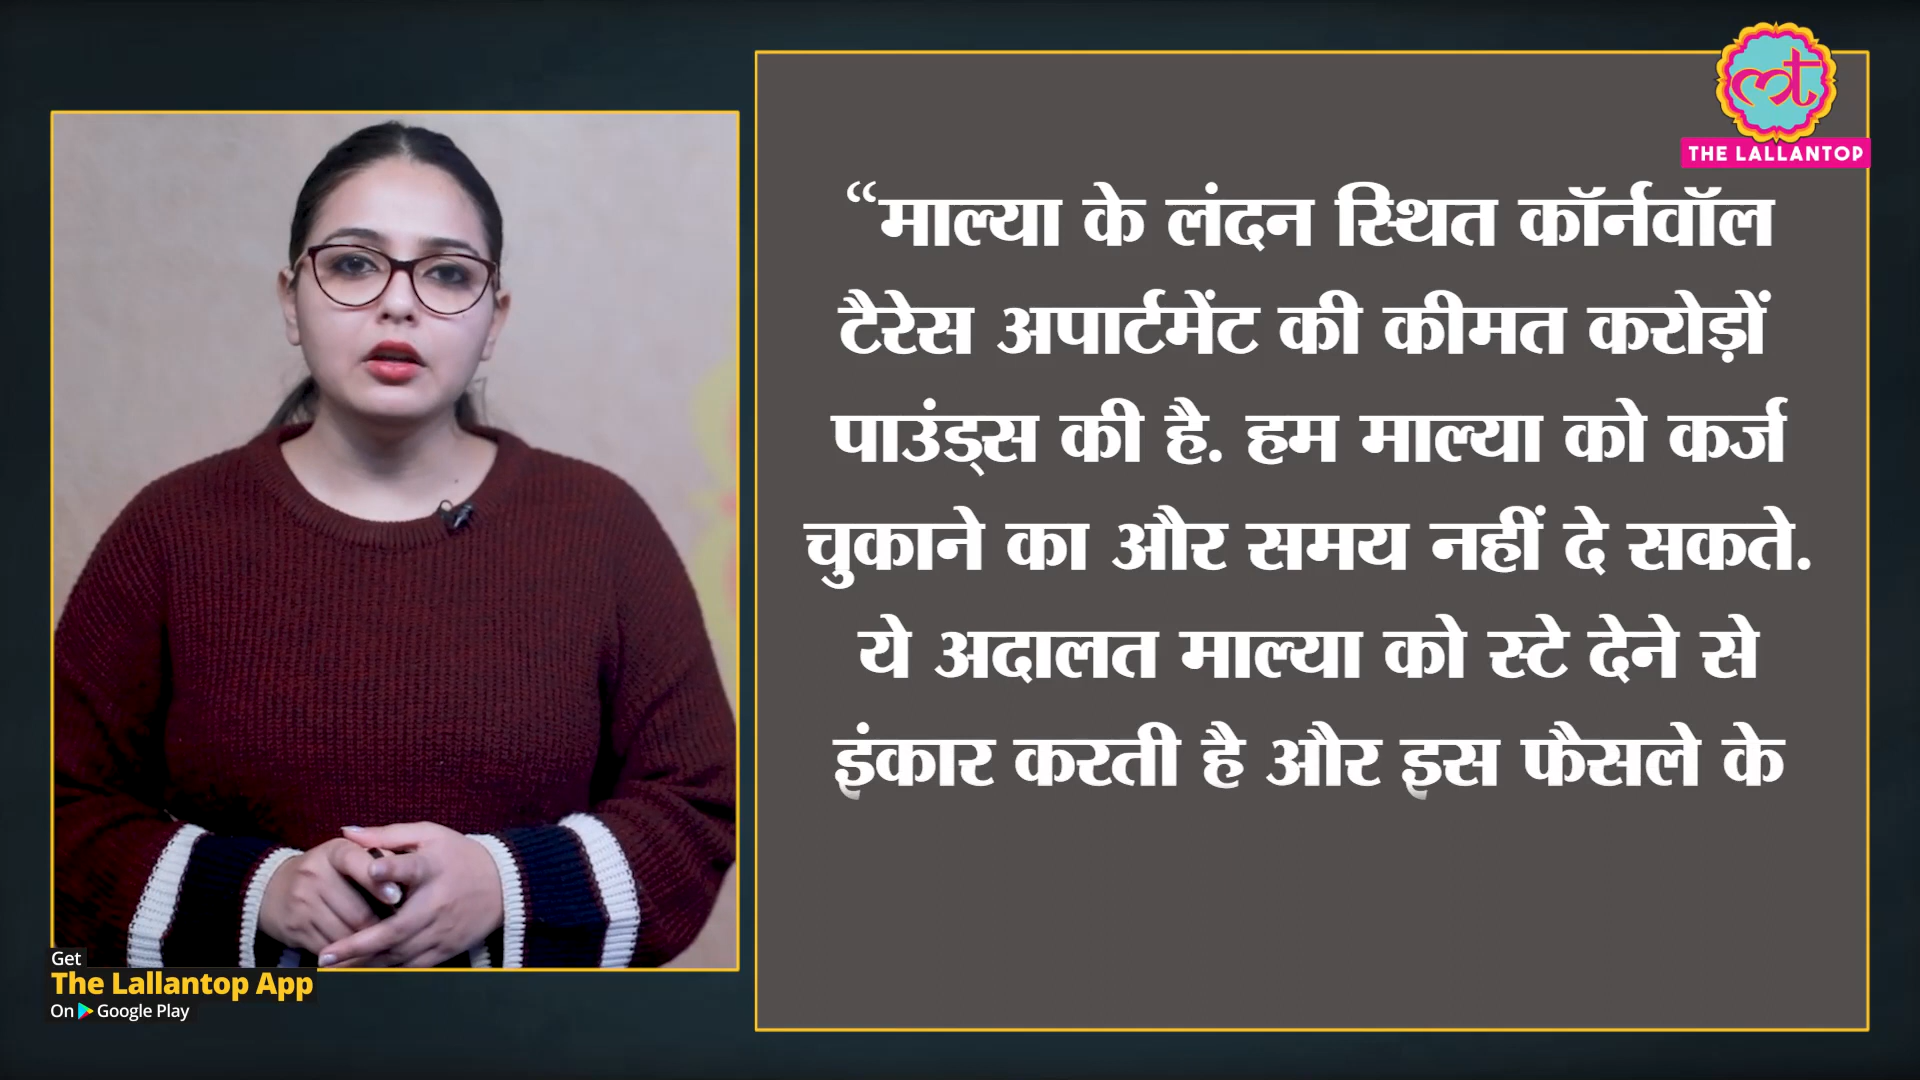 THE LALLANTOP
“माल्या के लंदन स्थित कॉर्नवॉल
टैरेस अपार्टमेंट की कीमत करोड़ों
पाउंड्स की है. हम माल्या को कर्ज
चुकाने का और समय नहीं दे सकते.
ये अदालत माल्या को स्टे देने से
इंकार करती है और इस फैसले के
Get
The Lallantop App
On Google Play